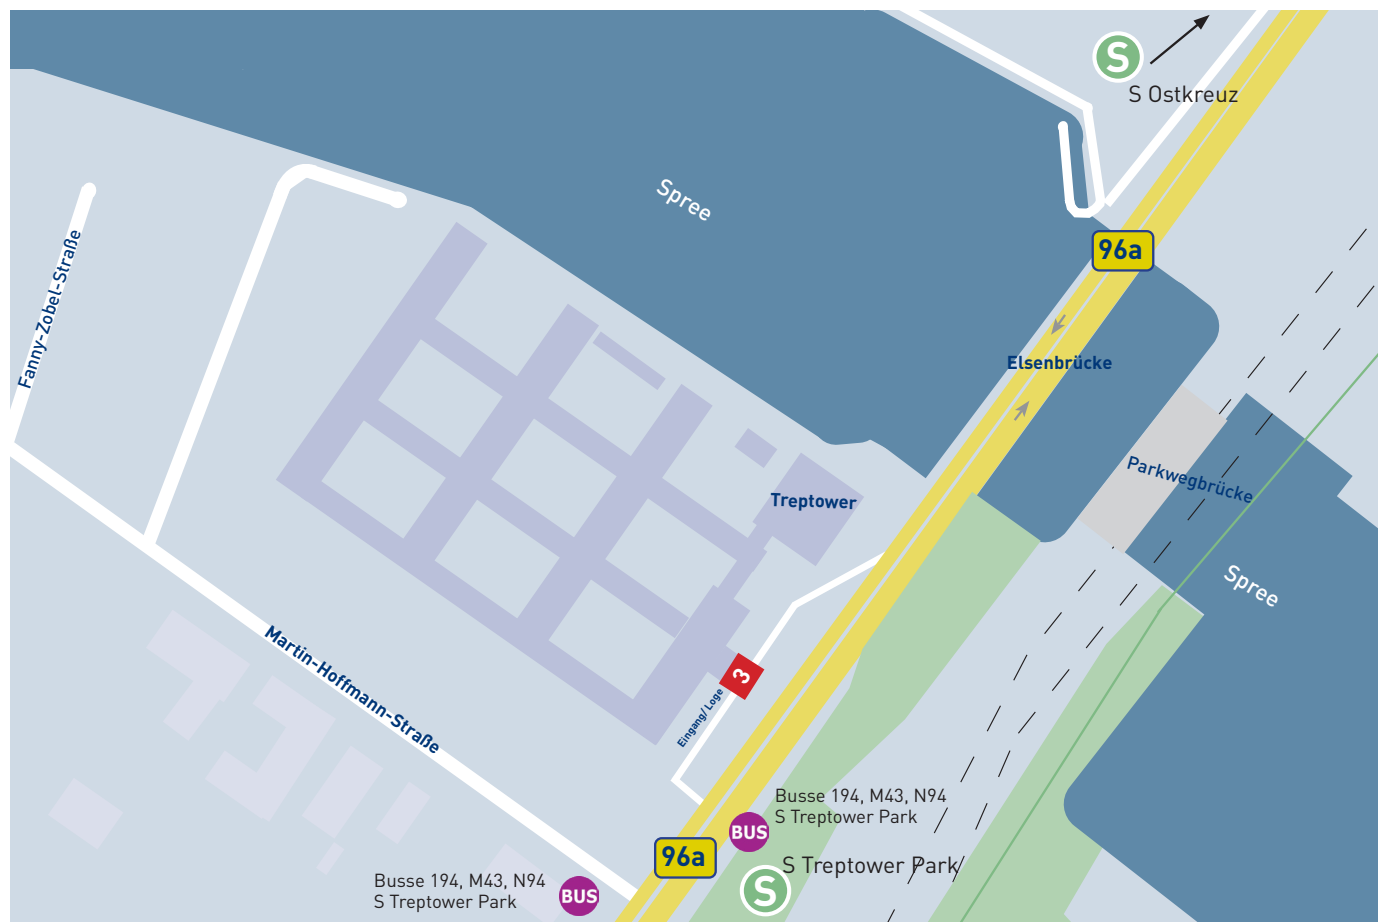 S
S Ostkreuz
Spree
Fanny-Zobel-Straße
96a
Elsenbrücke
Parkwegbrücke
Treptower
Spree
Martin-Hoffmann-Straße
3
Eingang/Loge
Busse 194, M43, N94
S Treptower Park
BUS
96a
S Treptower Park
S
Busse 194, M43, N94
S Treptower Park
BUS